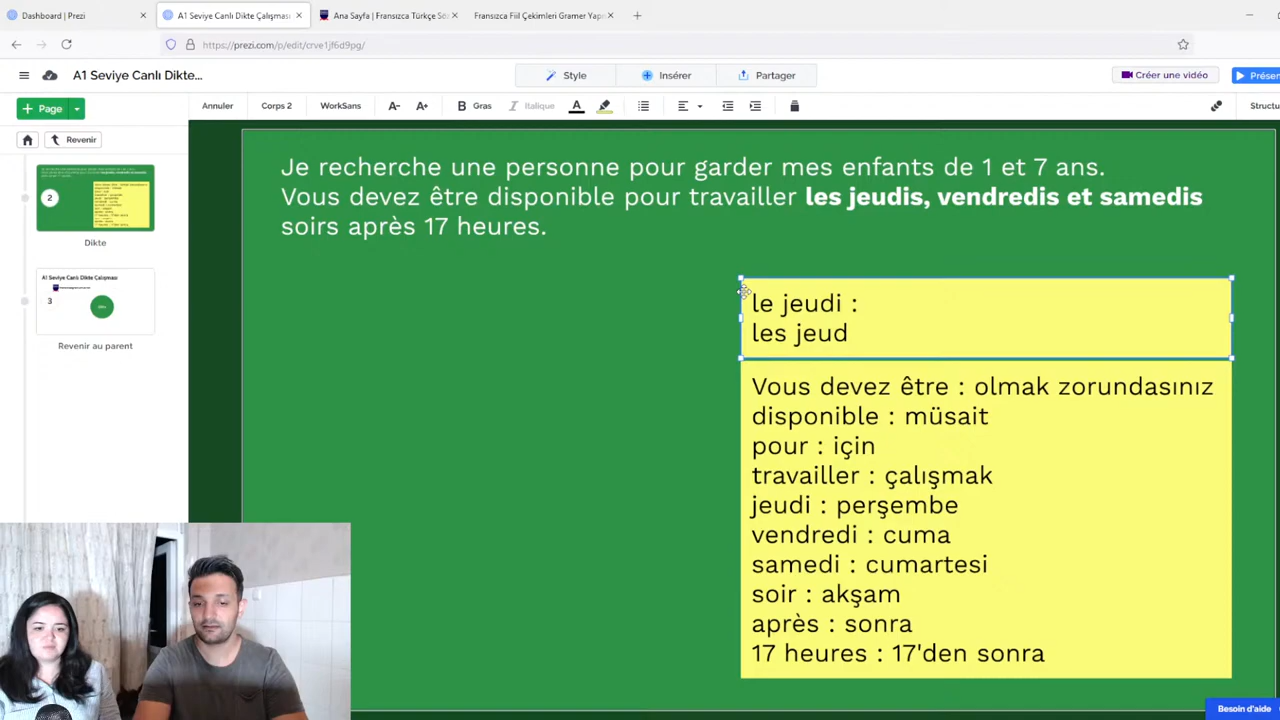 Dashboard | Prezi
A1 Seviye Canlı Dikte Çalışması
Ana Sayfa | Fransızca Türkçe Sö
Fransızca Fiil Çekimleri Gramer Yapı
https://prezi.com/p/edit/crve1jf6d9pg/
A1 Seviye Canlı Dikte...
Style
Insérer
Partager
Créer une vidéo
Présen
Page
Annuler
Corps 2
WorkSans
A- A+
B Gras
I Italique
Structu
Revenir
2
Dikte
3
A1 Seviye Canlı Dikte Çalışması
Revenir au parent
Je recherche une personne pour garder mes enfants de 1 et 7 ans.
Vous devez être disponible pour travailler les jeudis, vendredis et samedis
soirs après 17 heures.
le jeudi :
les jeud
Vous devez être : olmak zorundasınız
disponible : müsait
pour : için
travailler : çalışmak
jeudi : perşembe
vendredi : cuma
samedi : cumartesi
soir : akşam
après : sonra
17 heures : 17'den sonra
Besoin d'aide